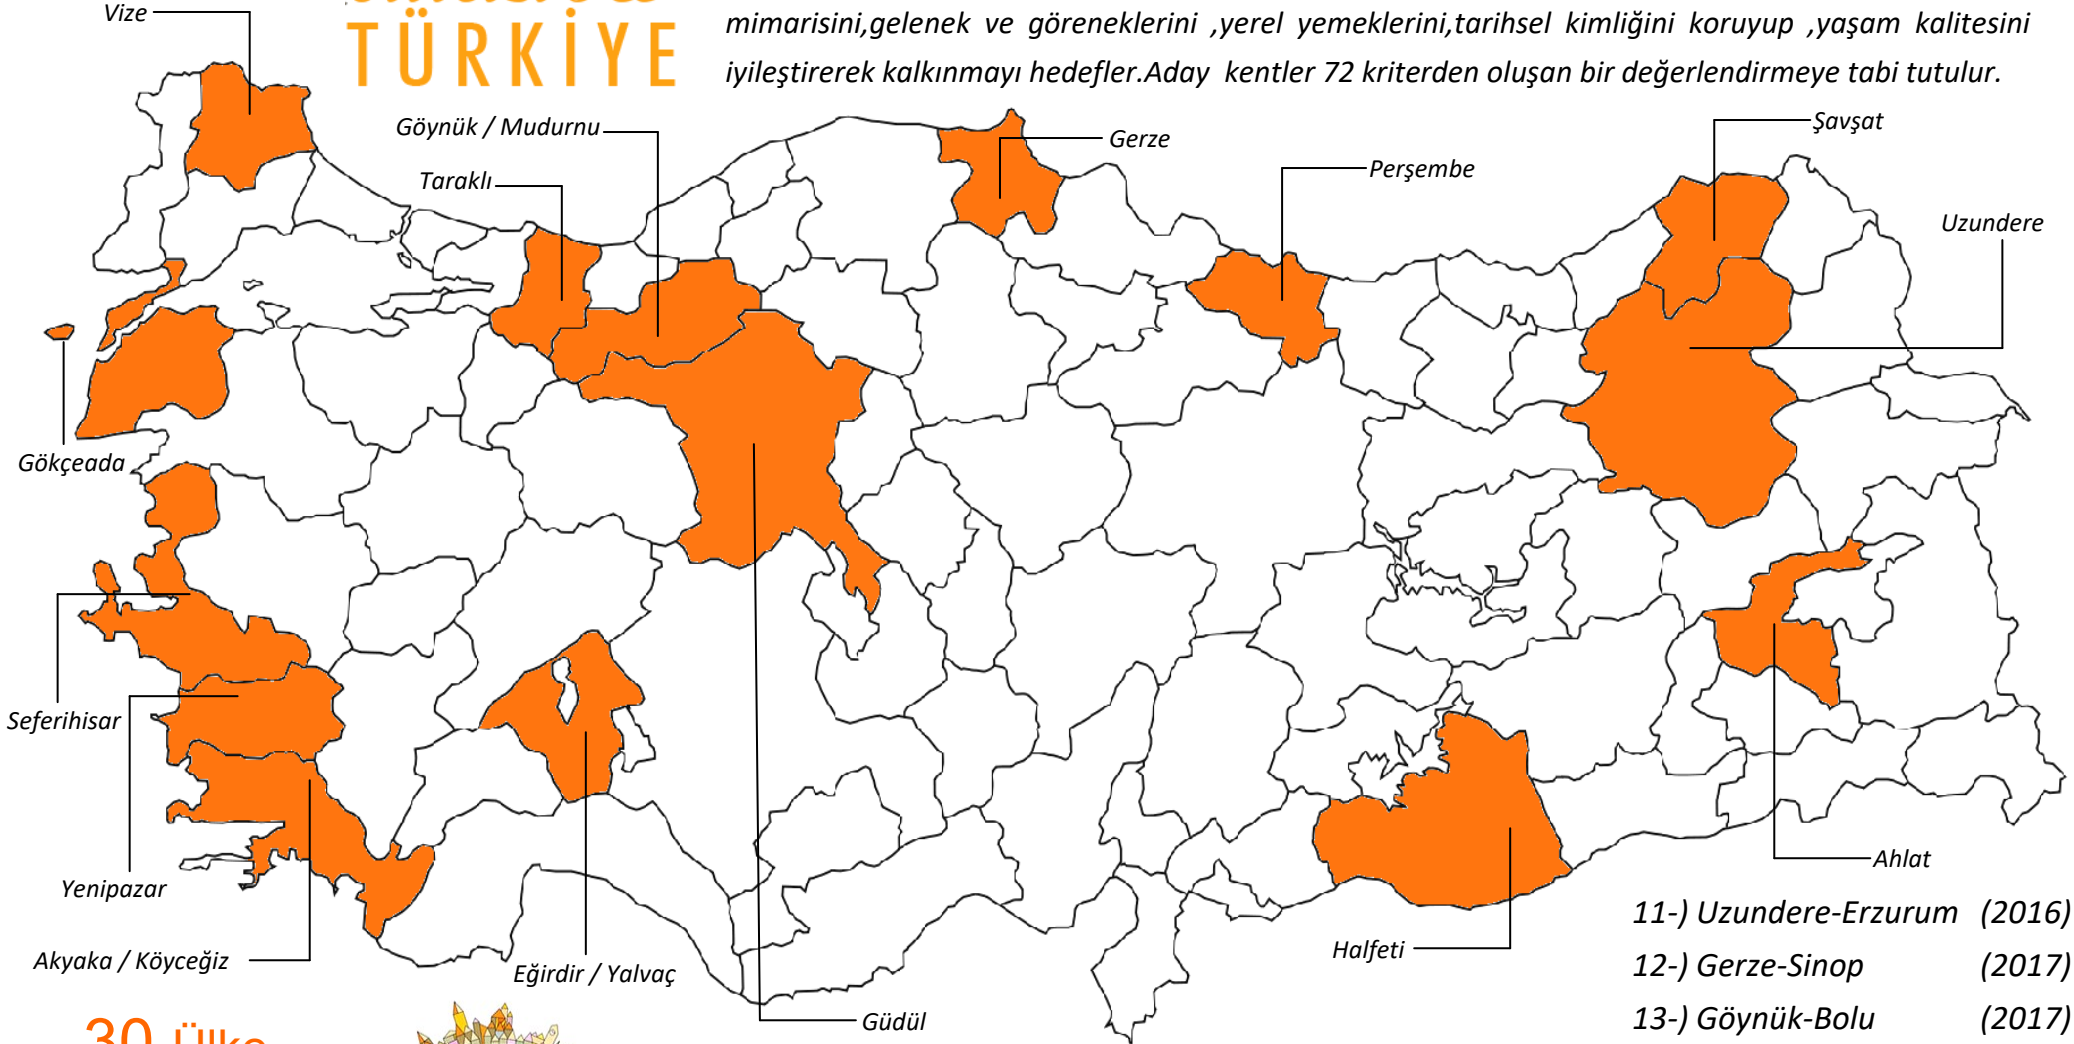 TÜRKİYE
mimarisini,gelenek ve göreneklerini ,yerel yemeklerini,tarihsel kimliğini koruyup ,yaşam kalitesini
iyileştirerek kalkınmayı hedefler.Aday kentler 72 kriterden oluşan bir değerlendirmeye tabi tutulur.
Vize
Göynük / Mudurnu
Taraklı
Gerze
Perşembe
Şavşat
Uzundere
Gökçeada
Seferihisar
Yenipazar
Akyaka / Köyceğiz
Eğirdir / Yalvaç
Güdül
Halfeti
Ahlat
11-) Uzundere-Erzurum (2016)
12-) Gerze-Sinop (2017)
13-) Göynük-Bolu (2017)
30 Ülke